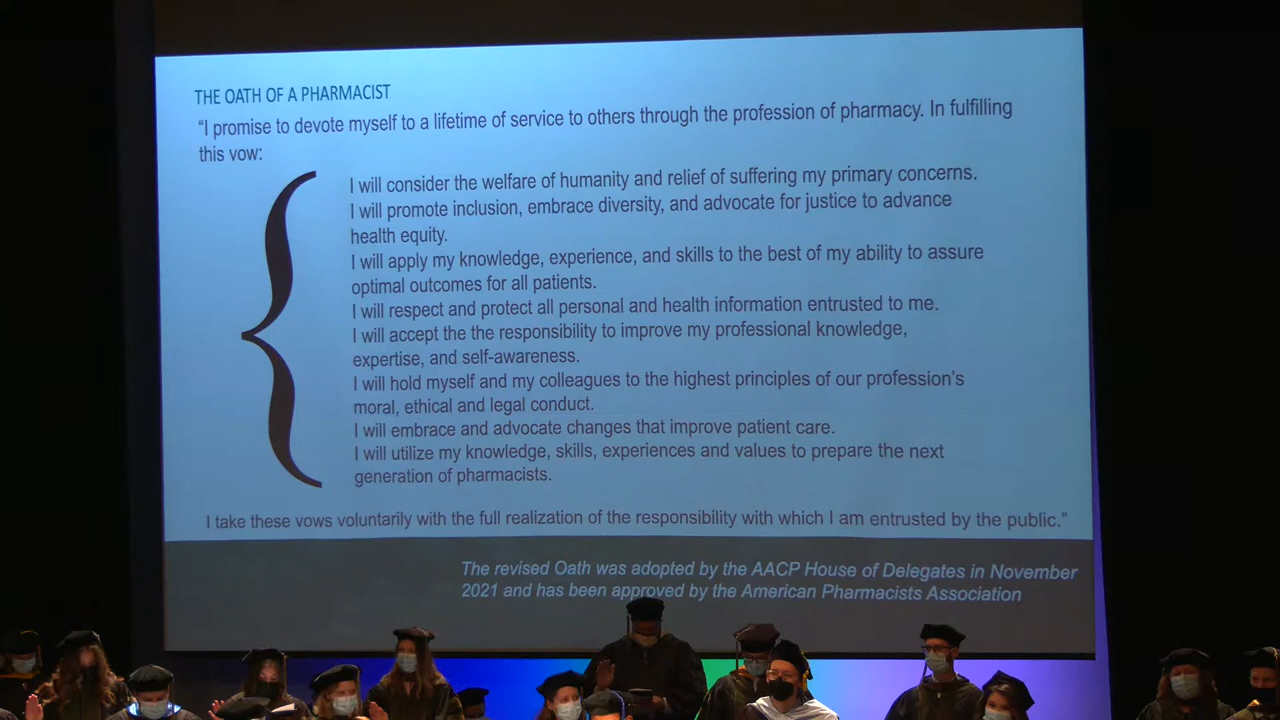 THE OATH OF A PHARMACIST
“I promise to devote myself to a lifetime of service to others through the profession of pharmacy. In fulfilling
this vow:
I will consider the welfare of humanity and relief of suffering my primary concerns.
I will promote inclusion, embrace diversity, and advocate for justice to advance
health equity.
I will apply my knowledge, experience, and skills to the best of my ability to assure
optimal outcomes for all patients.
I will respect and protect all personal and health information entrusted to me.
I will accept the the responsibility to improve my professional knowledge,
expertise, and self-awareness.
I will hold myself and my colleagues to the highest principles of our profession’s
moral, ethical and legal conduct.
I will embrace and advocate changes that improve patient care.
I will utilize my knowledge, skills, experiences and values to prepare the next
generation of pharmacists.
I take these vows voluntarily with the full realization of the responsibility with which I am entrusted by the public.”
The revised Oath was adopted by the AACP House of Delegates in November
2021 and has been approved by the American Pharmacists Association